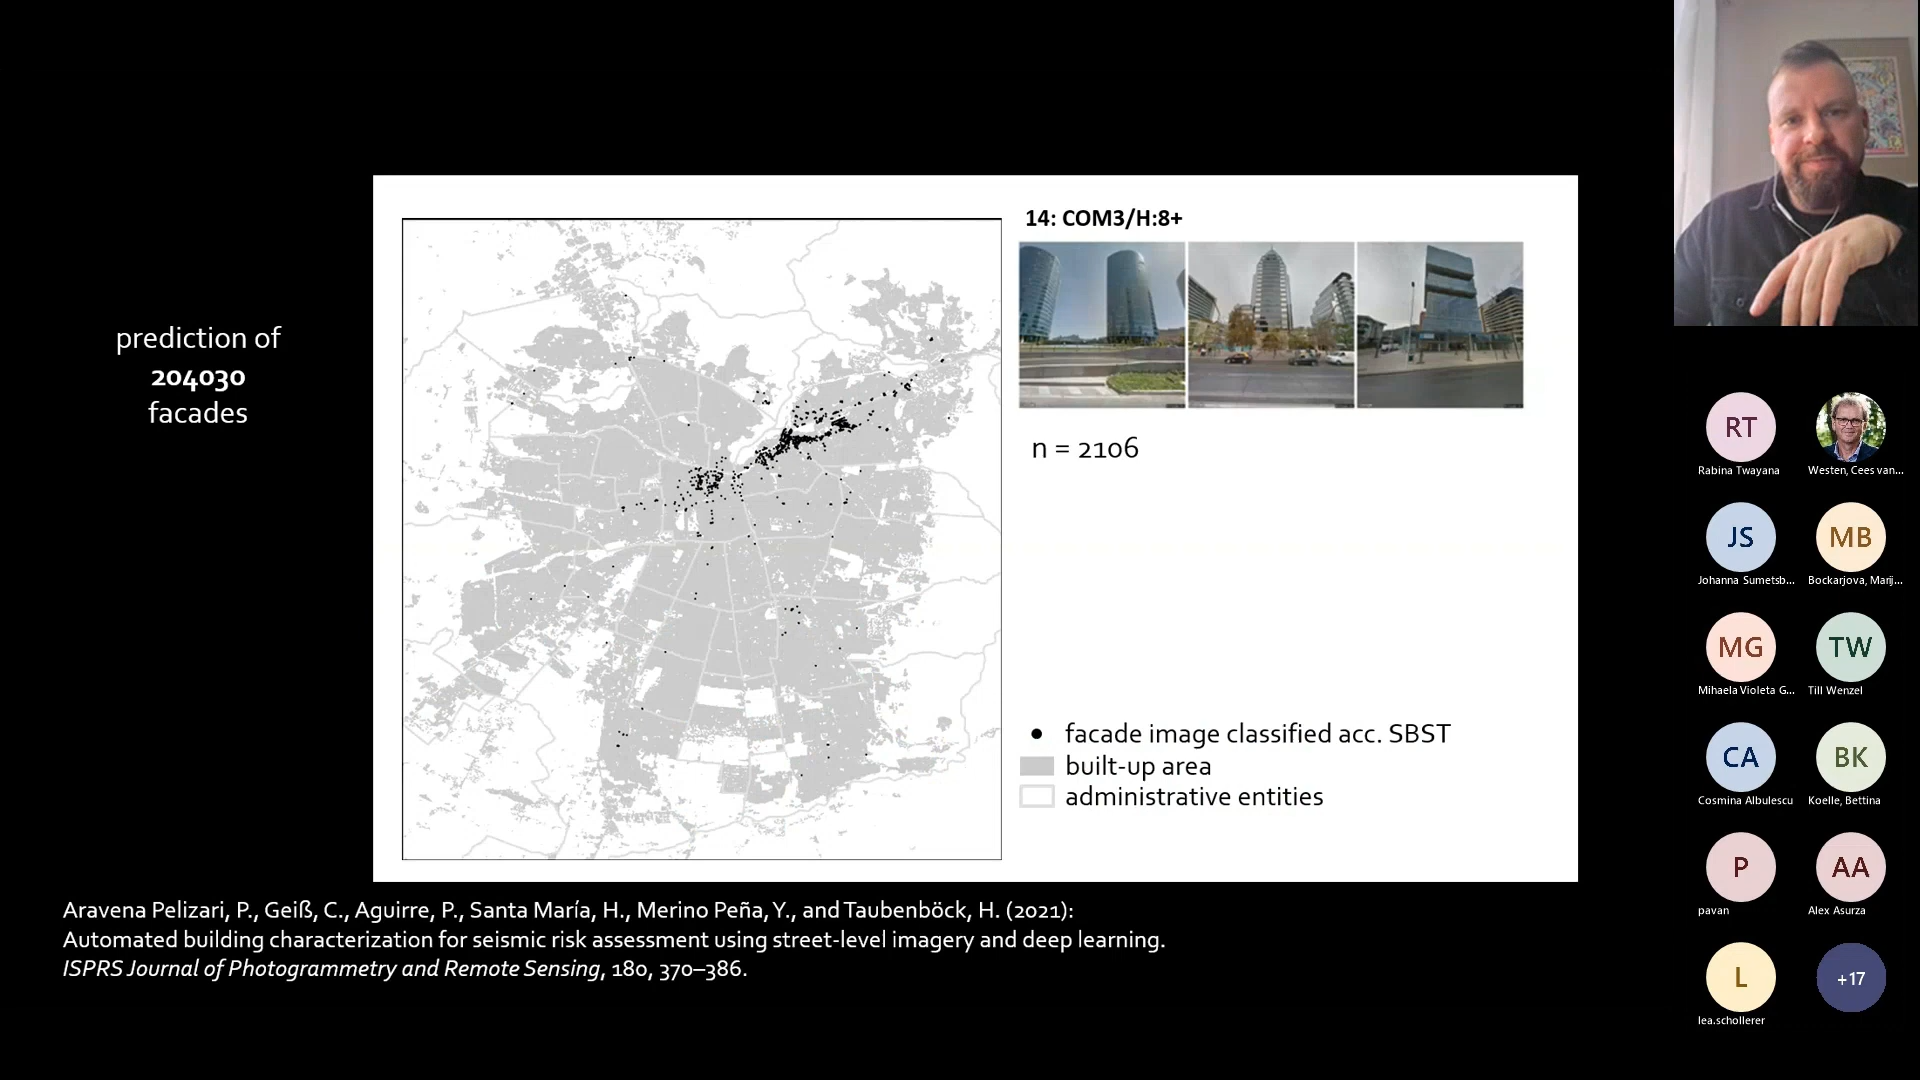 prediction of
204030
facades
14: COM3/H:8+
n = 2106
facade image classified acc. SBST
built-up area
administrative entities
Aravena Pelizari, P., Geiß, C., Aguirre, P., Santa María, H., Merino Peña, Y., and Taubenböck, H. (2021):
Automated building characterization for seismic risk assessment using street-level imagery and deep learning.
ISPRS Journal of Photogrammetry and Remote Sensing, 180, 370–386.
RT
Rabina Twayana
Westen, Cees van...
JS
Johanna Sumetsb...
MB
Bockarjova, Marij...
MG
Mihaela Violeta G...
TW
Till Wenzel
CA
Cosmina Albulescu
BK
Koelle, Bettina
P
pavan
AA
Alex Asurza
L
lea.schollerer
+17